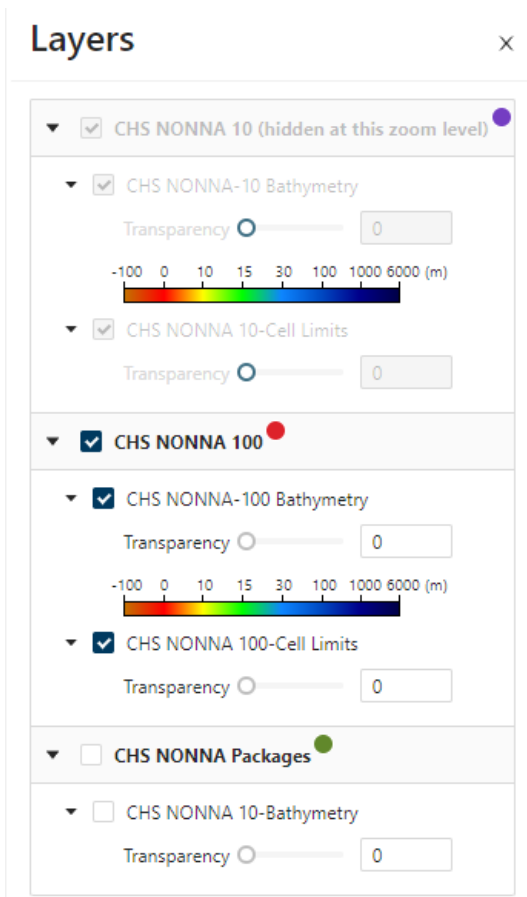 Layers
CHS NONNA 10 (hidden at this zoom level)
CHS NONNA-10 Bathymetry
Transparency 0
-100 0 10 15 30 100 1000 6000 (m)
CHS NONNA 10-Cell Limits
Transparency 0
CHS NONNA 100
CHS NONNA-100 Bathymetry
Transparency 0
-100 0 10 15 30 100 1000 6000 (m)
CHS NONNA 100-Cell Limits
Transparency 0
CHS NONNA Packages
CHS NONNA 10-Bathymetry
Transparency 0